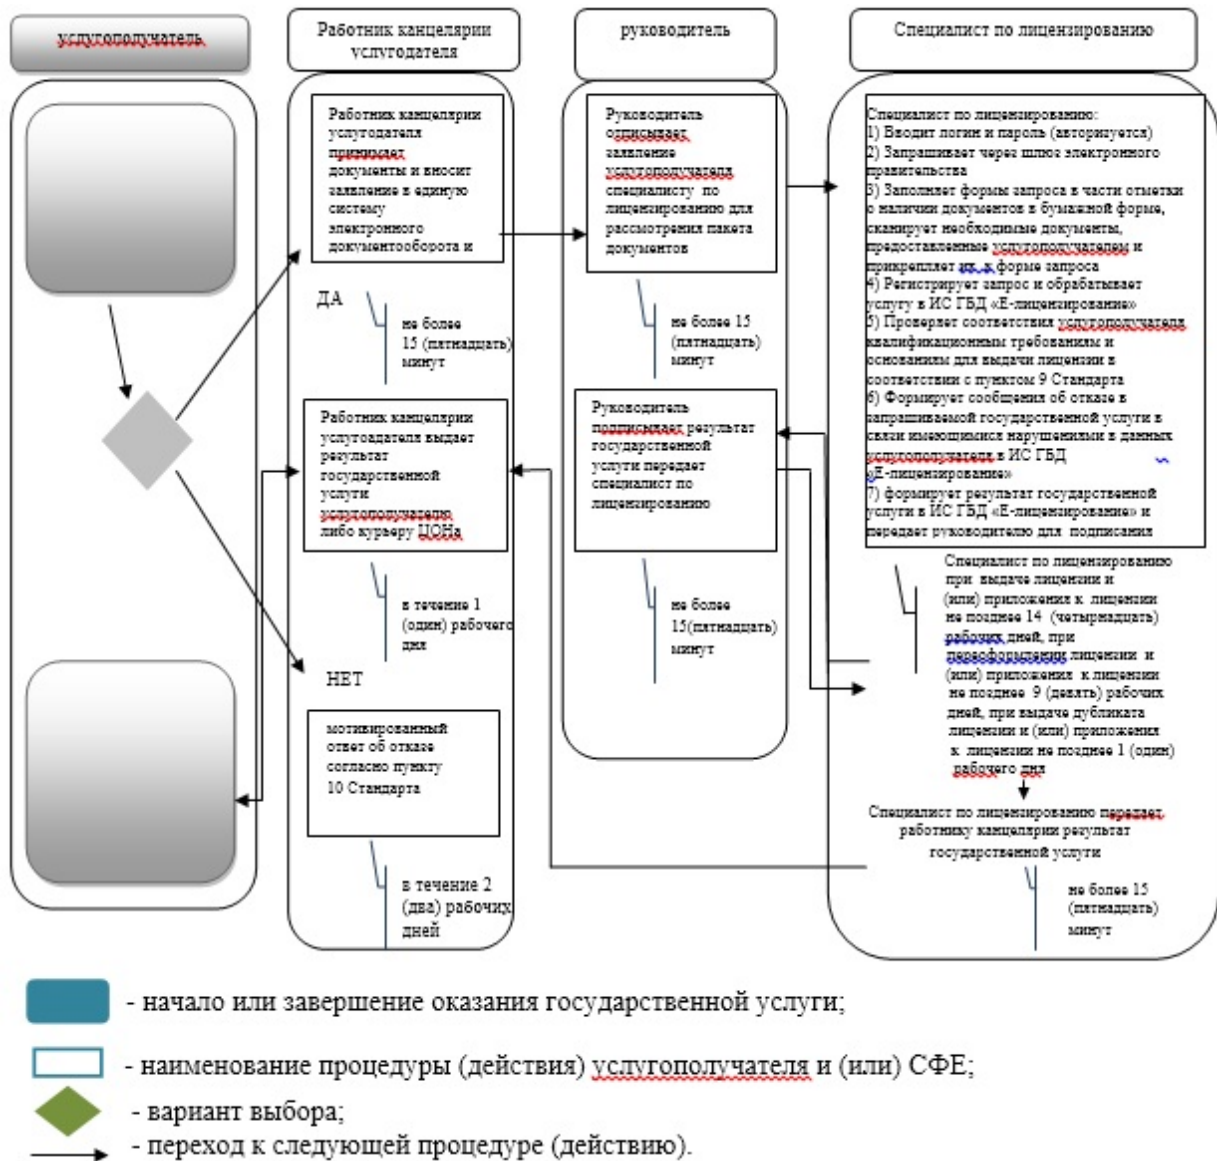 услугополучатель
Работник канцелярии
услугодателя
руководитель
Специалист по лицензированию
Работник канцелярии
услугодателя
принимает
документы и вносит
заявление в единую
систему
электронного
документооборота и
ДА
не более
15 (пятнадцать)
минут
Работник канцелярии
услугоадателя выдает
результат
государственной
услуги
услугополучателю
либо курьеру ЦОНа
в течение 1
(один) рабочего
дня
НЕТ
мотивированный
ответ об отказе
согласно пункту
10 Стандарта
в течение 2
(два) рабочих
дней
Руководитель
отписывает
заявление
услугополучателя
специалисту по
лицензированию для
рассмотрения пакета
документов
не более 15
(пятнадцать)
минут
Руководитель
подписывает результат
государственной
услуги передает
специалист по
лицензированию
не более
15(пятнадцать)
минут
Специалист по лицензированию:
1) Вводит логин и пароль (авторизуется)
2) Запрашивает через шлюз электронного
правительства
3) Заполняет формы запроса в части отметки
о наличии документов в бумажной форме,
сканирует необходимые документы,
предоставленные услугополучателем и
прикрепляет их к форме запроса
4) Регистрирует запрос и обрабатывает
услугу в ИС ГБД «Е-лицензирование»
5) Проверяет соответствия услугополучателя
квалификационным требованиям и
основаниям для выдачи лицензии в
соответствии с пунктом 9 Стандарта
6) Формирует сообщения об отказе в
запрашиваемой государственной услуги в
связи имеющимися нарушениями в данных
услугополучателя в ИС ГБД
«Е-лицензирование»
7) формирует результат государственной
услуги в ИС ГБД «Е-лицензирование» и
передает руководителю для подписания
Специалист по лицензированию
при выдаче лицензии и
(или) приложения к лицензии
не позднее 14 (четырнадцать)
рабочих дней, при
переоформлении лицензии и
(или) приложения к лицензии
не позднее 9 (девять) рабочих
дней, при выдаче дубликата
лицензии и (или) приложения
к лицензии не позднее 1 (один)
рабочего дня
Специалист по лицензированию передает
работнику канцелярии результат
государственной услуги
не более 15
(пятнадцать)
минут
- начало или завершение оказания государственной услуги;
- наименование процедуры (действия) услугополучателя и (или) СФЕ;
- вариант выбора;
- переход к следующей процедуре (действию).